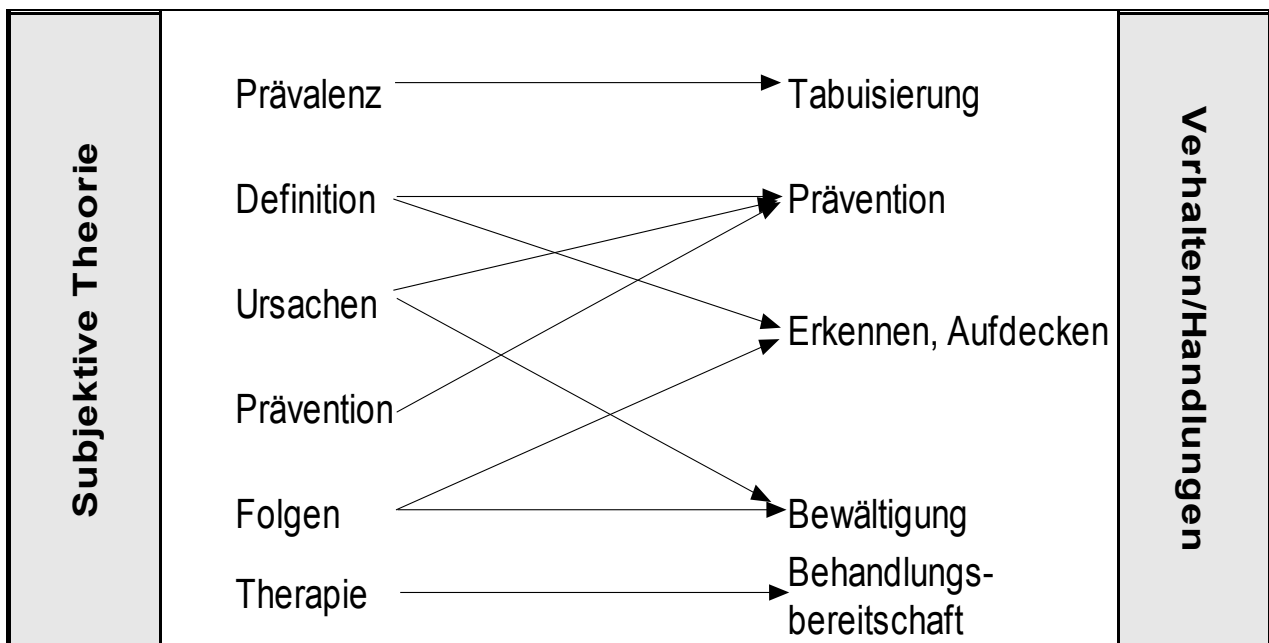 Subjektive Theorie
Prävalenz
Definition
Ursachen
Prävention
Folgen
Therapie
Tabuisierung
Prävention
Erkennen, Aufdecken
Bewältigung
Behandlungs-
bereitschaft
Verhalten/Handlungen